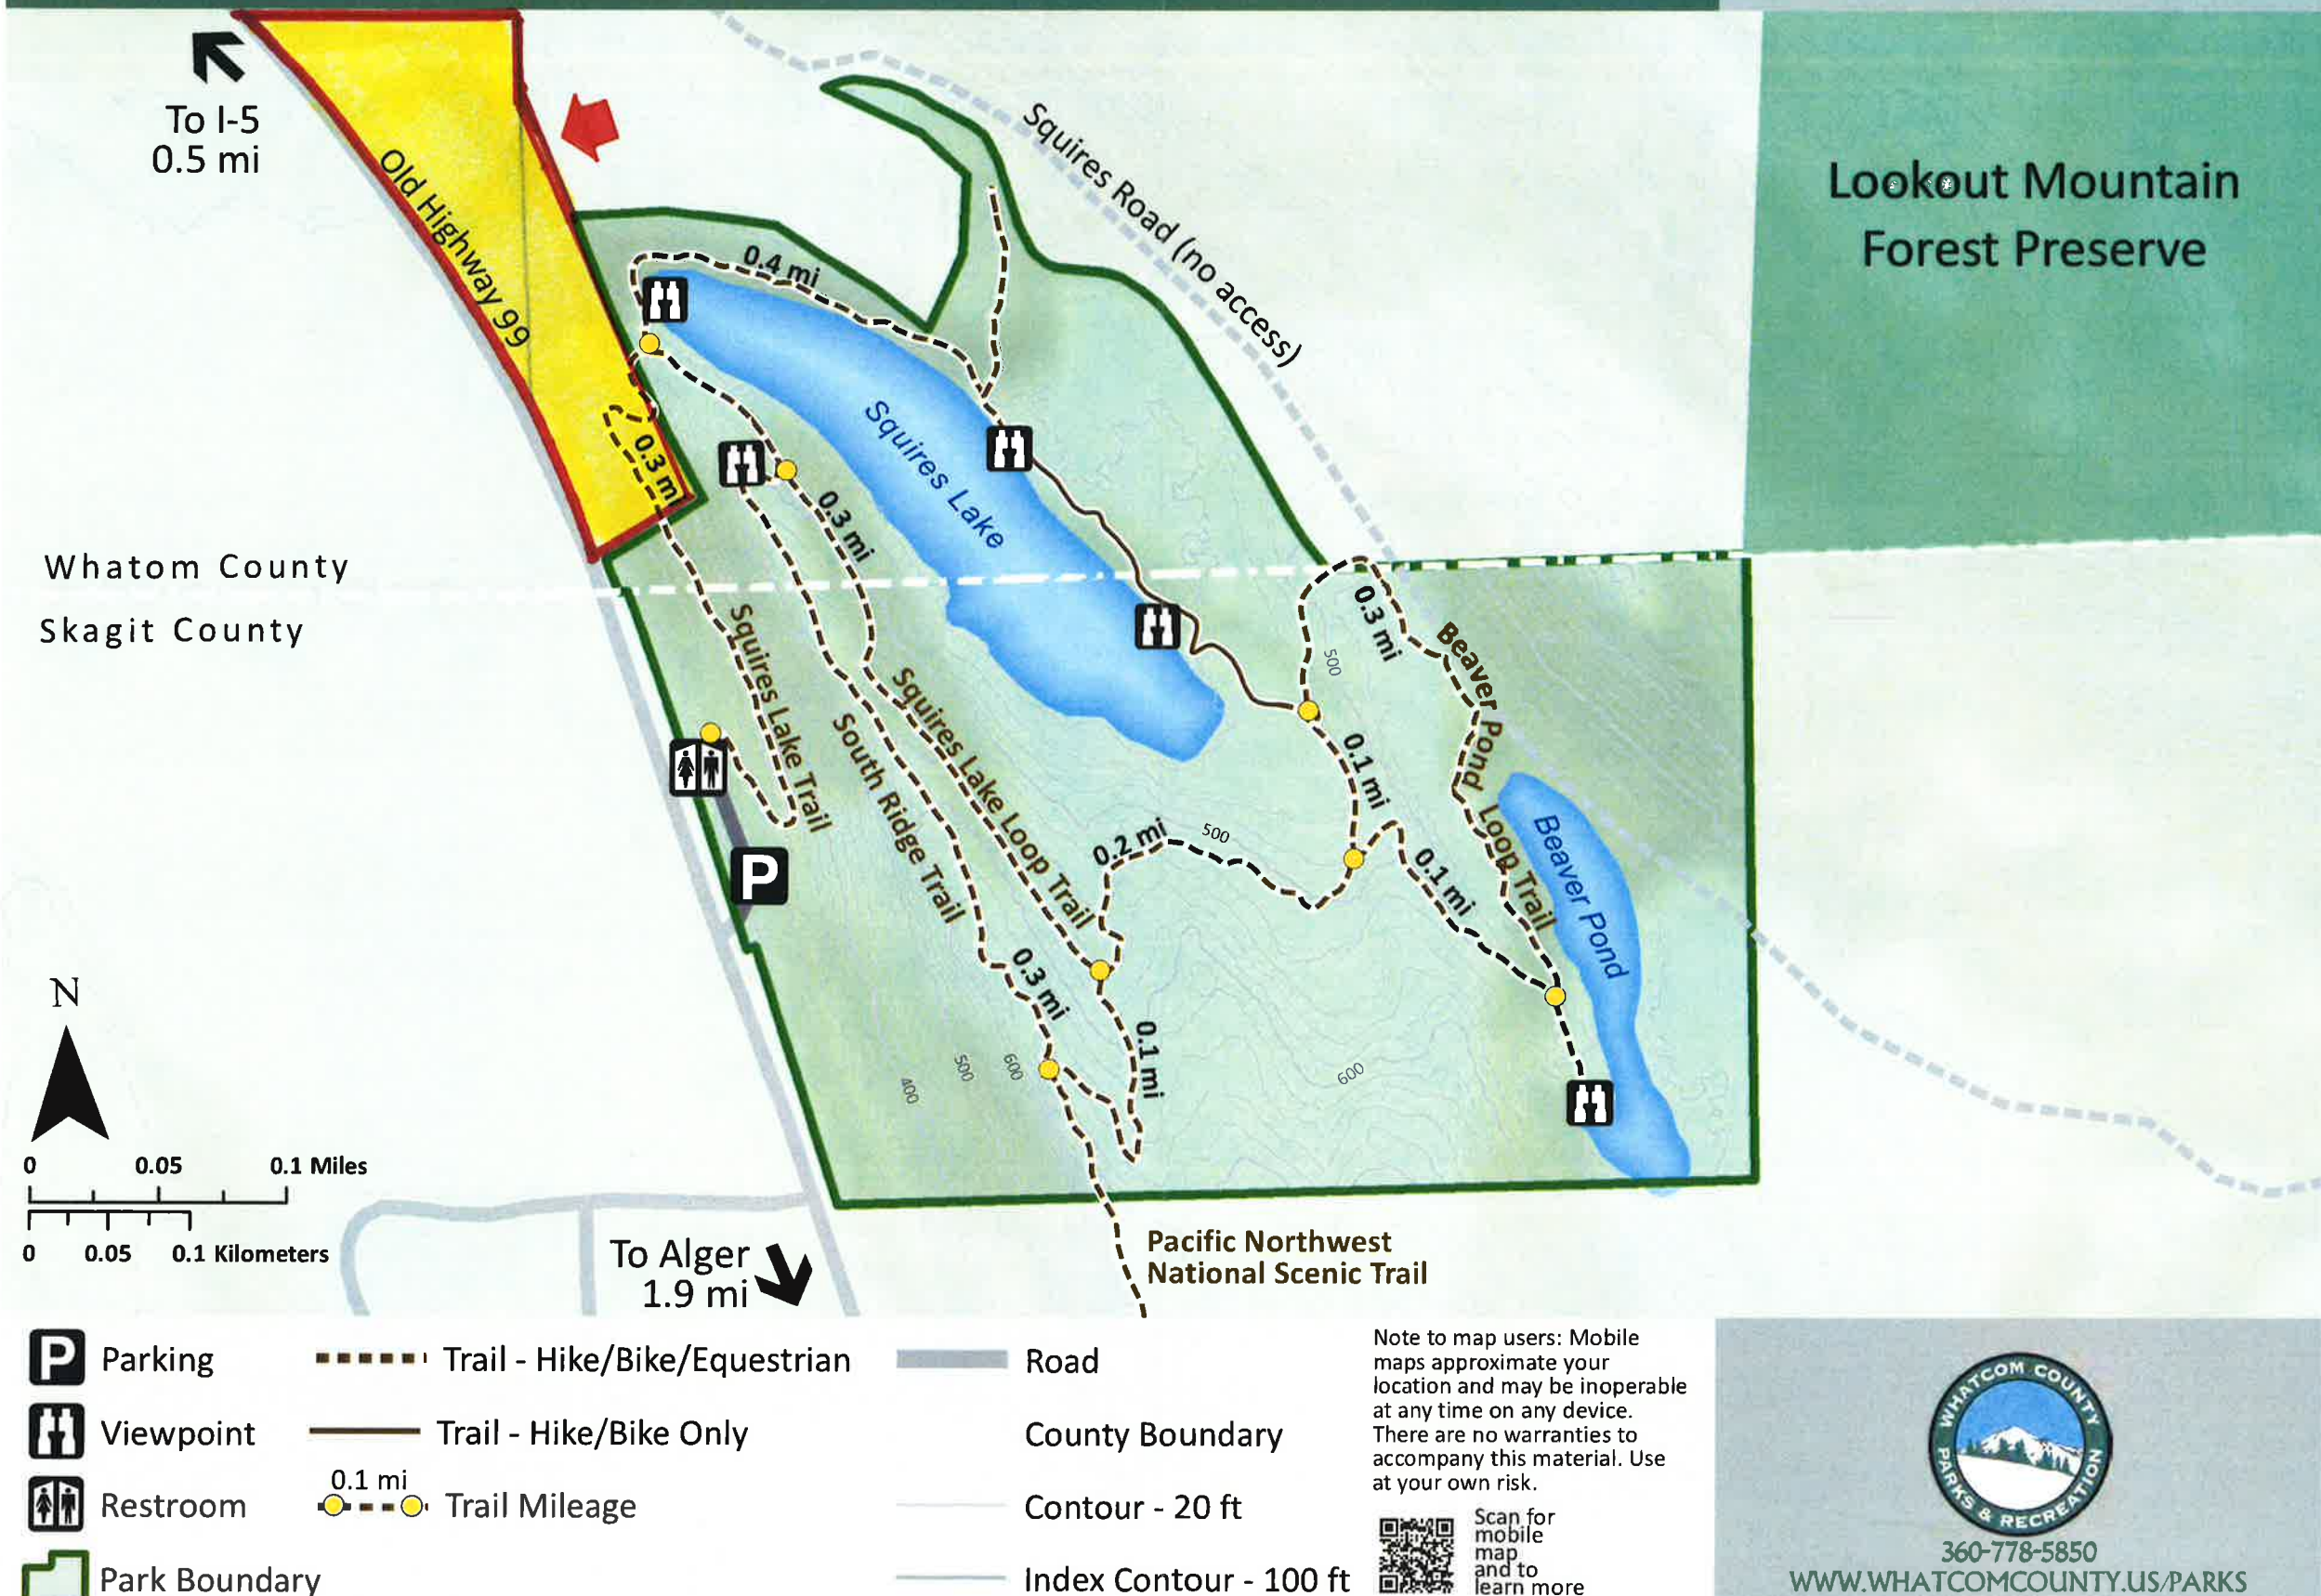 To I-5
0.5 mi
Old Highway 99
Squires Road (no access)
Lookout Mountain
Forest Preserve
0.4 mi
Squires Lake
0.3 mi
0.3 mi
Whatom County
Skagit County
0.3 mi
Beaver Pond Loop Trail
500
Squires Lake Trail
South Ridge Trail
Squires Lake Loop Trail
0.1 mi
0.2 mi
500
0.1 mi
Beaver Pond
P
0.3 mi
0.1 mi
400
500
600
600
N
0 0.05 0.1 Miles
0 0.05 0.1 Kilometers
To Alger
1.9 mi
Pacific Northwest
National Scenic Trail
P Parking
Viewpoint
Restroom
Park Boundary
Trail - Hike/Bike/Equestrian
Trail - Hike/Bike Only
0.1 mi
Trail Mileage
Road
County Boundary
Contour - 20 ft
Index Contour - 100 ft
Note to map users: Mobile
maps approximate your
location and may be inoperable
at any time on any device.
There are no warranties to
accompany this material. Use
at your own risk.
Scan for
mobile
map
and to
learn more
WHATCOM COUNTY
PARKS & RECREATION
360-778-5850
WWW.WHATCOMCOUNTY.US/PARKS